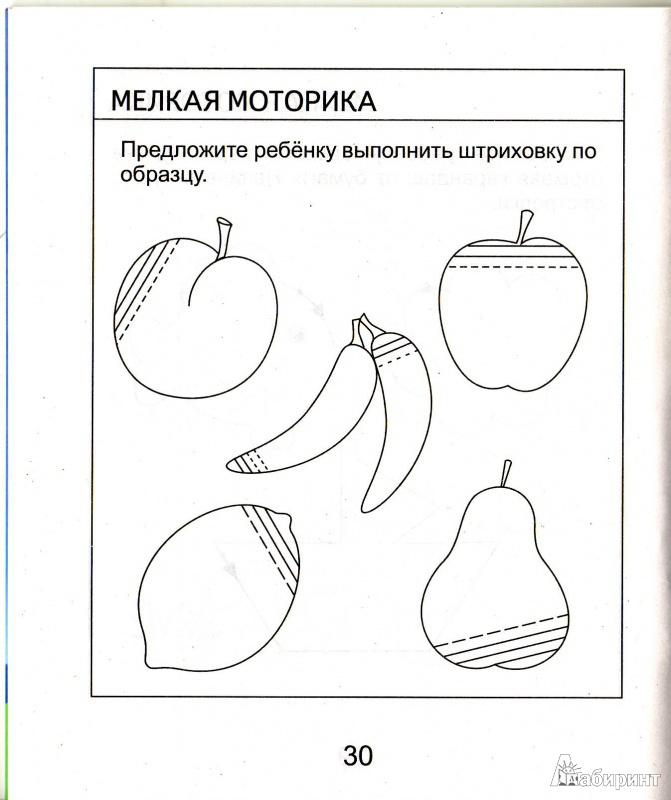 МЕЛКАЯ МОТОРИКА
Предложите ребёнку выполнить штриховку по
образцу.
30
Лабиринт